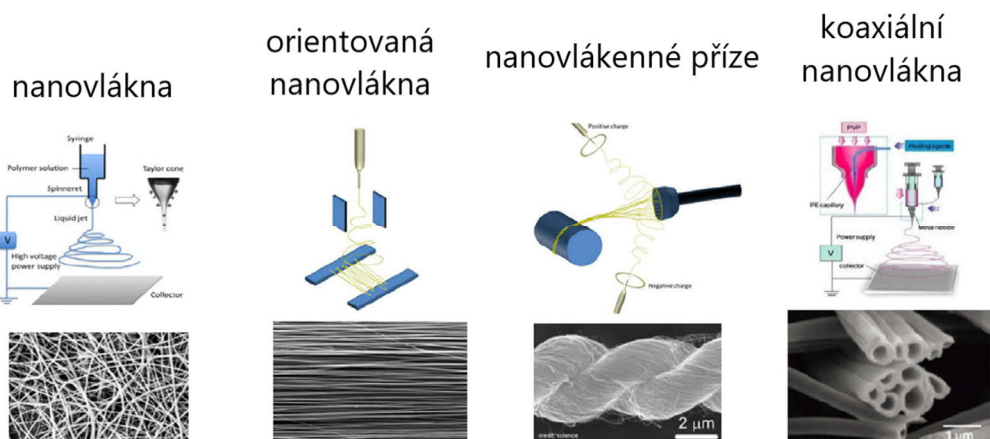 nanovlákna
orientovaná
nanovlákna
nanovlákenné příze
koaxiální
nanovlákna
Syringe
Polymer solution
Spinneret
Taylor cone
Liquid jet
V
High voltage
power supply
Collector
Positive charge
Negative charge
PVP
Healing agents
PE capillary
Metal needle
Power supply
V
collector
2 µm
credit: science
1 µm